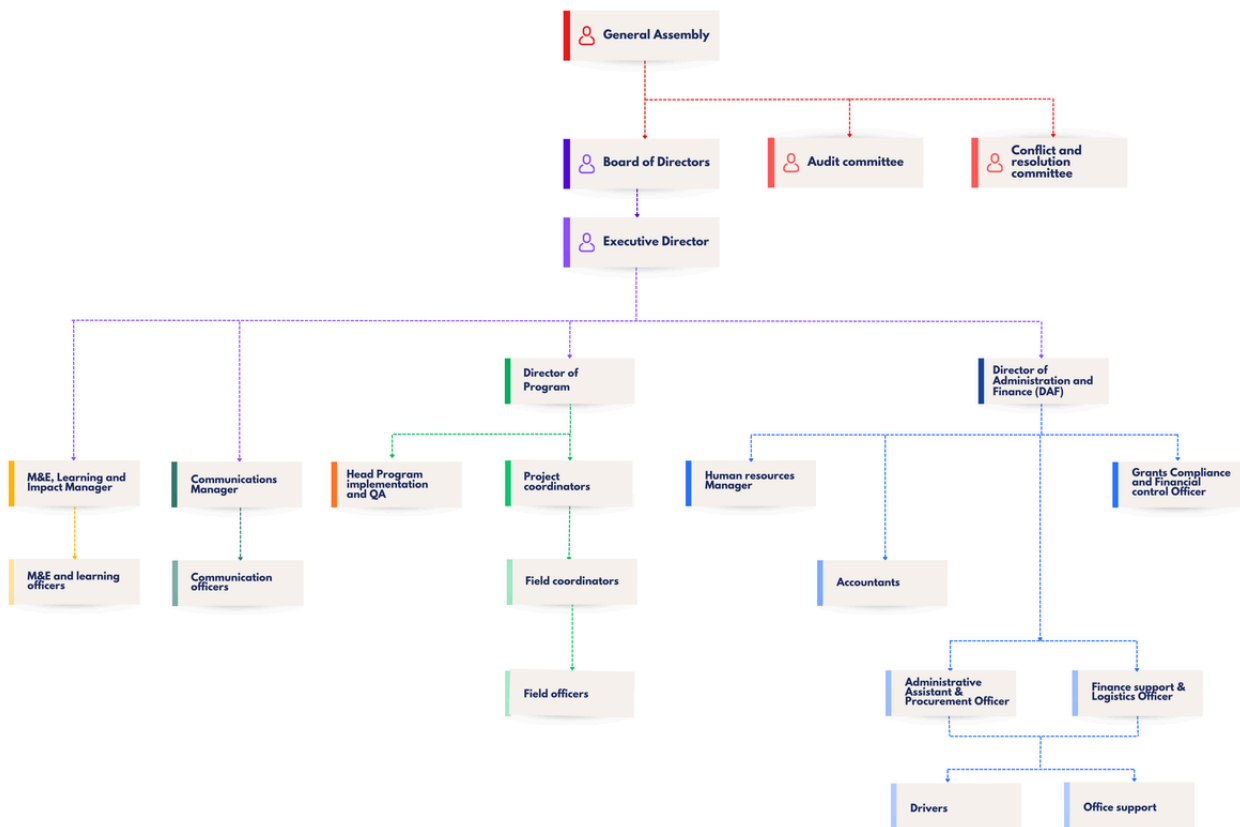 General Assembly
Board of Directors
Audit committee
Conflict and
resolution
committee
Executive Director
Director of
Program
Director of
Administration and
Finance (DAF)
M&E, Learning and
Impact Manager
Communications
Manager
Head Program
implementation
and QA
Project
coordinators
Human resources
Manager
Grants Compliance
and Financial
control Officer
M&E and learning
officers
Communication
officers
Field coordinators
Accountants
Field officers
Administrative
Assistant &
Procurement Officer
Finance support &
Logistics Officer
Drivers
Office support